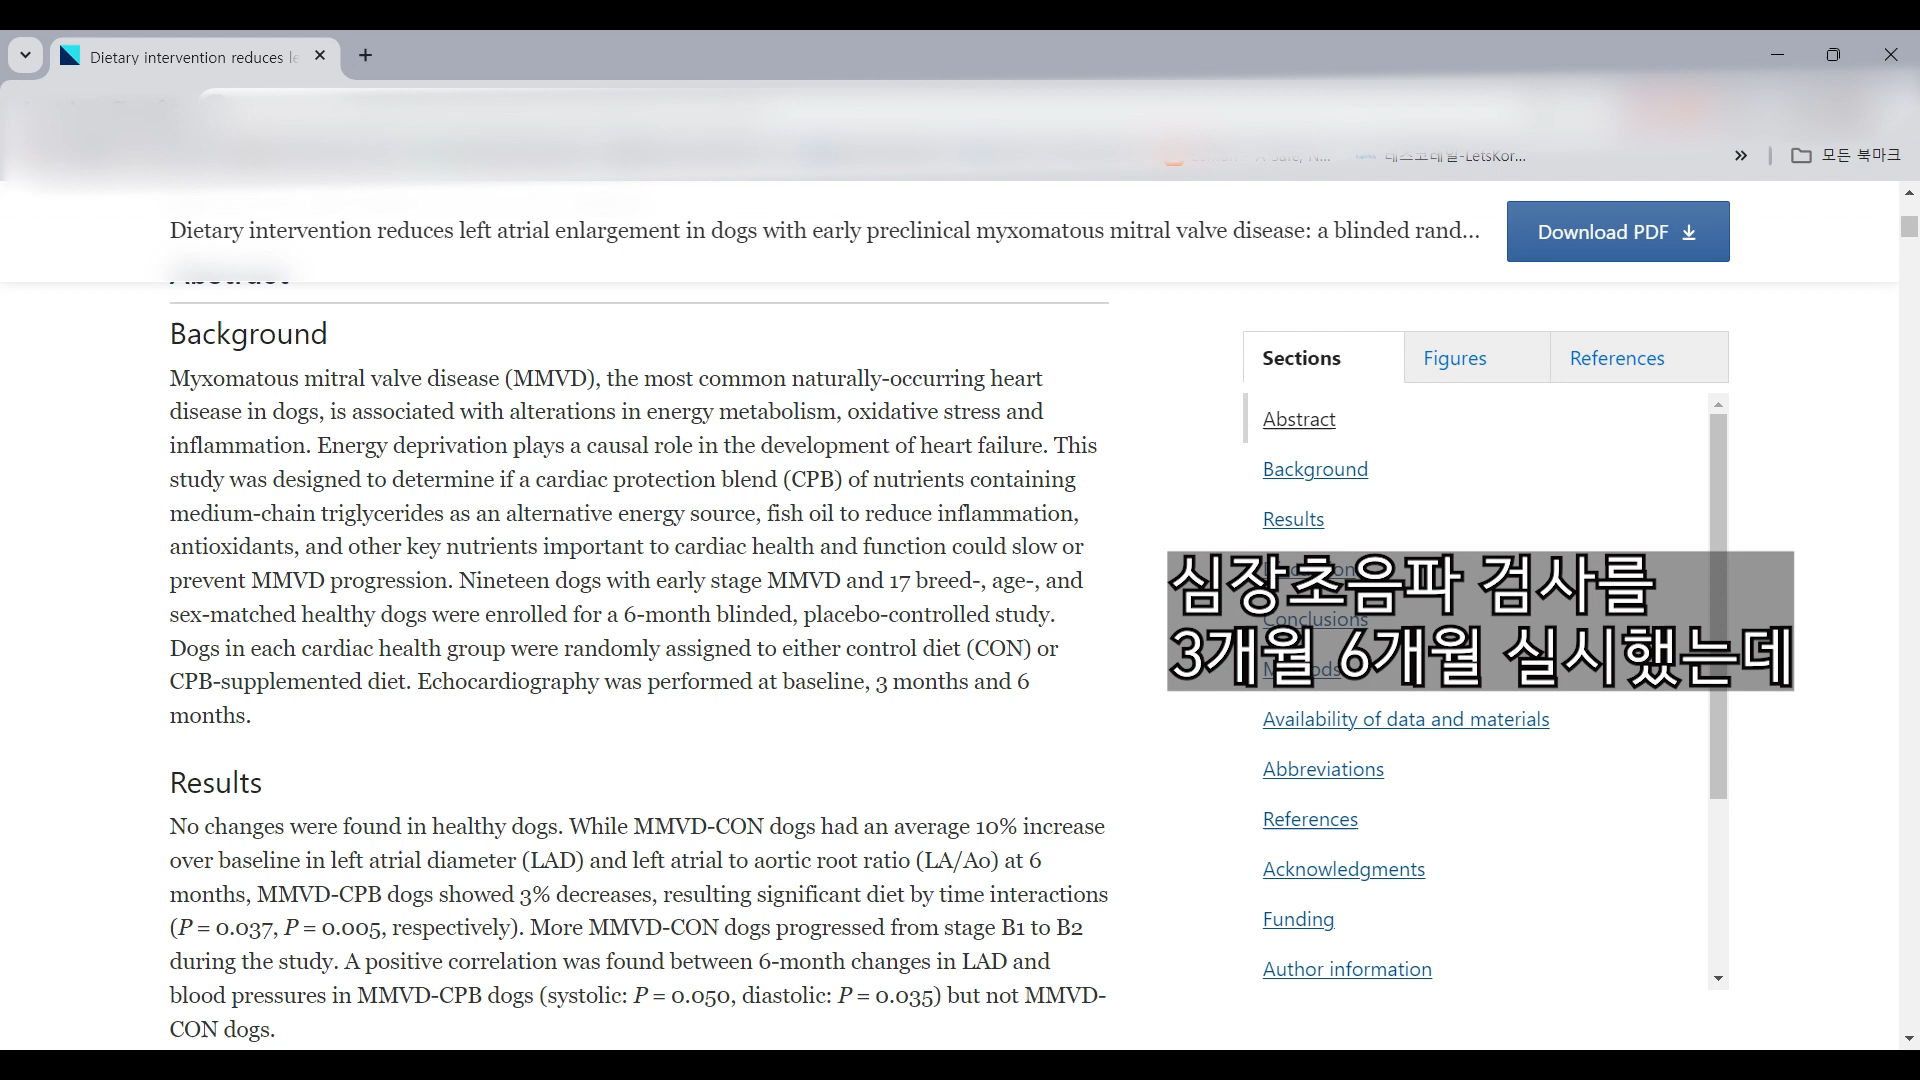 Dietary intervention reduces le
모든 북마크
Dietary intervention reduces left atrial enlargement in dogs with early preclinical myxomatous mitral valve disease: a blinded rand...
Download PDF
Background
Myxomatous mitral valve disease (MMVD), the most common naturally-occurring heart
disease in dogs, is associated with alterations in energy metabolism, oxidative stress and
inflammation. Energy deprivation plays a causal role in the development of heart failure. This
study was designed to determine if a cardiac protection blend (CPB) of nutrients containing
medium-chain triglycerides as an alternative energy source, fish oil to reduce inflammation,
antioxidants, and other key nutrients important to cardiac health and function could slow or
prevent MMVD progression. Nineteen dogs with early stage MMVD and 17 breed-, age-, and
sex-matched healthy dogs were enrolled for a 6-month blinded, placebo-controlled study.
Dogs in each cardiac health group were randomly assigned to either control diet (CON) or
CPB-supplemented diet. Echocardiography was performed at baseline, 3 months and 6
months.
Results
No changes were found in healthy dogs. While MMVD-CON dogs had an average 10% increase
over baseline in left atrial diameter (LAD) and left atrial to aortic root ratio (LA/Ao) at 6
months, MMVD-CPB dogs showed 3% decreases, resulting significant diet by time interactions
(P = 0.037, P = 0.005, respectively). More MMVD-CON dogs progressed from stage B1 to B2
during the study. A positive correlation was found between 6-month changes in LAD and
blood pressures in MMVD-CPB dogs (systolic: P = 0.050, diastolic: P = 0.035) but not MMVD-
CON dogs.
Sections
Figures
References
Abstract
Background
Results
심장초음파 검사를
Conclusions
3개월 6개월 실시했는데
Availability of data and materials
Abbreviations
References
Acknowledgments
Funding
Author information